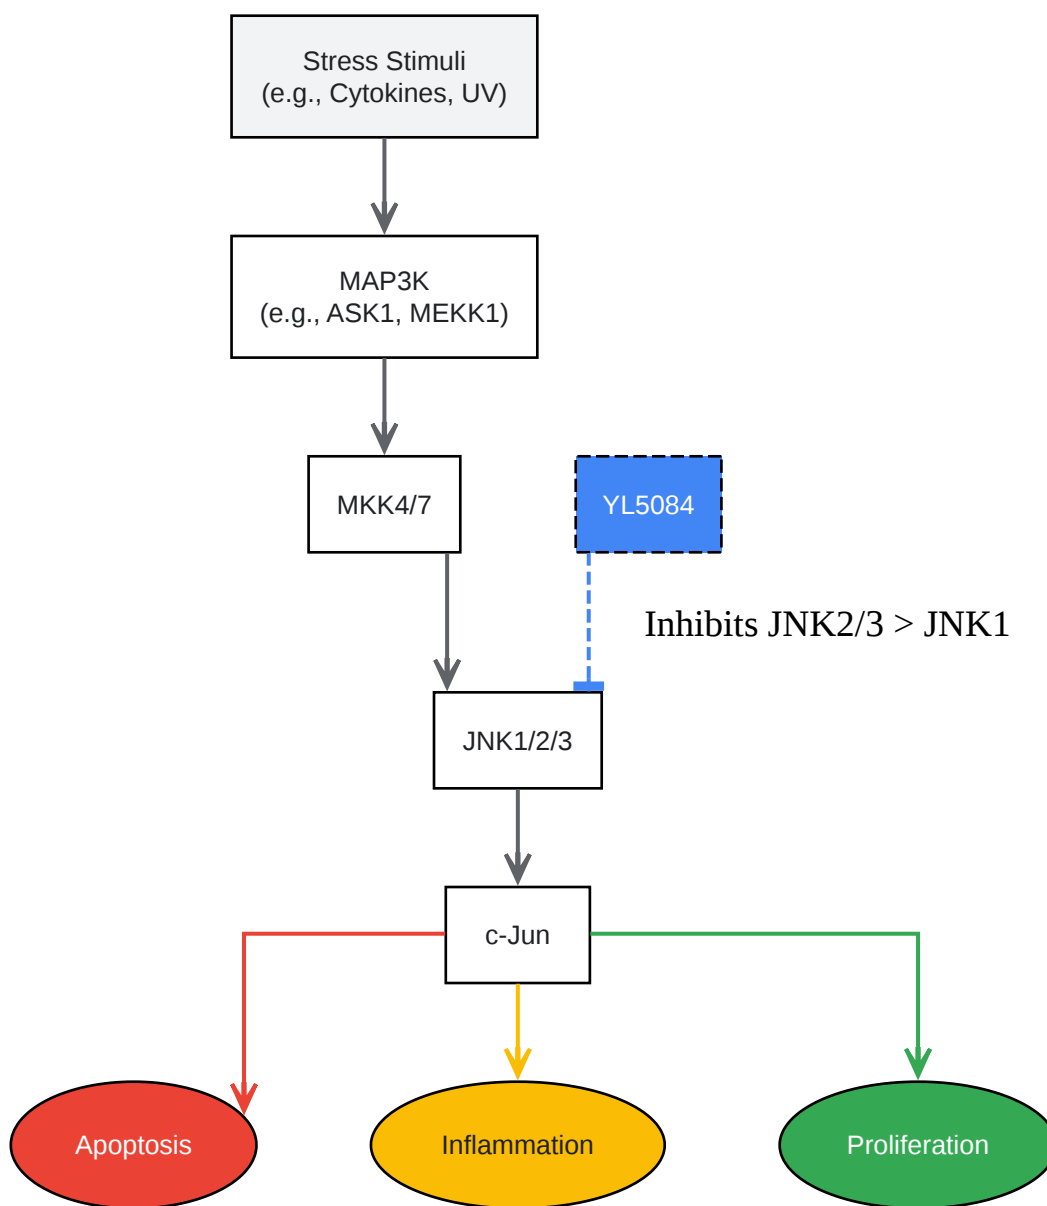 Stress Stimuli
(e.g., Cytokines, UV)
MAP3K
(e.g., ASK1, MEKK1)
MKK4/7
YL5084
Inhibits JNK2/3 > JNK1
JNK1/2/3
c-Jun
Apoptosis
Inflammation
Proliferation